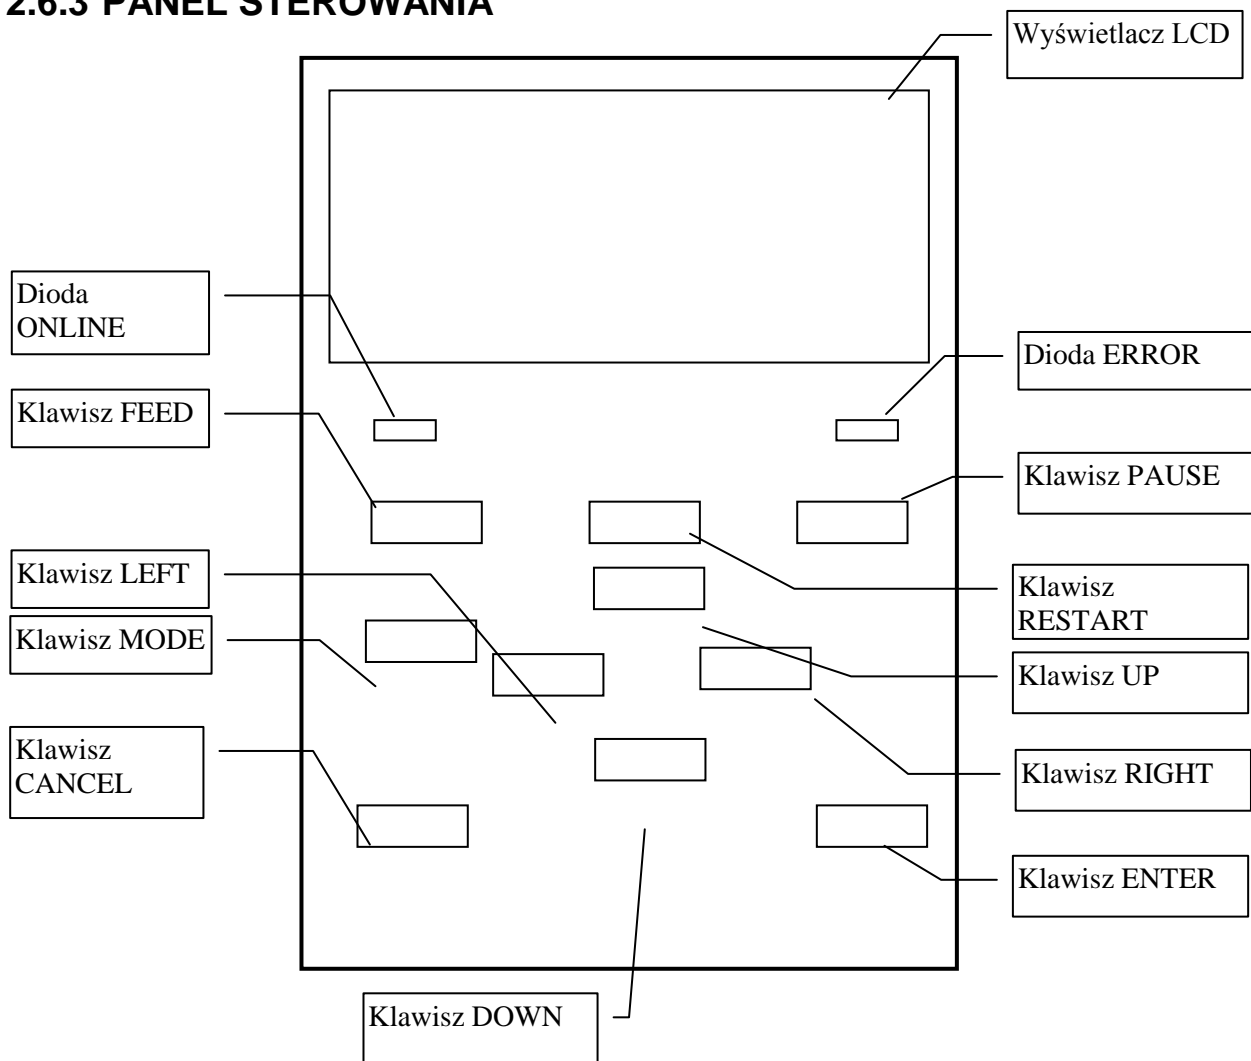 2.6.3 PANEL STEROWANIA
Wyświetlacz LCD
Dioda
ONLINE
Dioda ERROR
Klawisz FEED
Klawisz PAUSE
Klawisz LEFT
Klawisz
RESTART
Klawisz MODE
Klawisz UP
Klawisz
CANCEL
Klawisz RIGHT
Klawisz ENTER
Klawisz DOWN